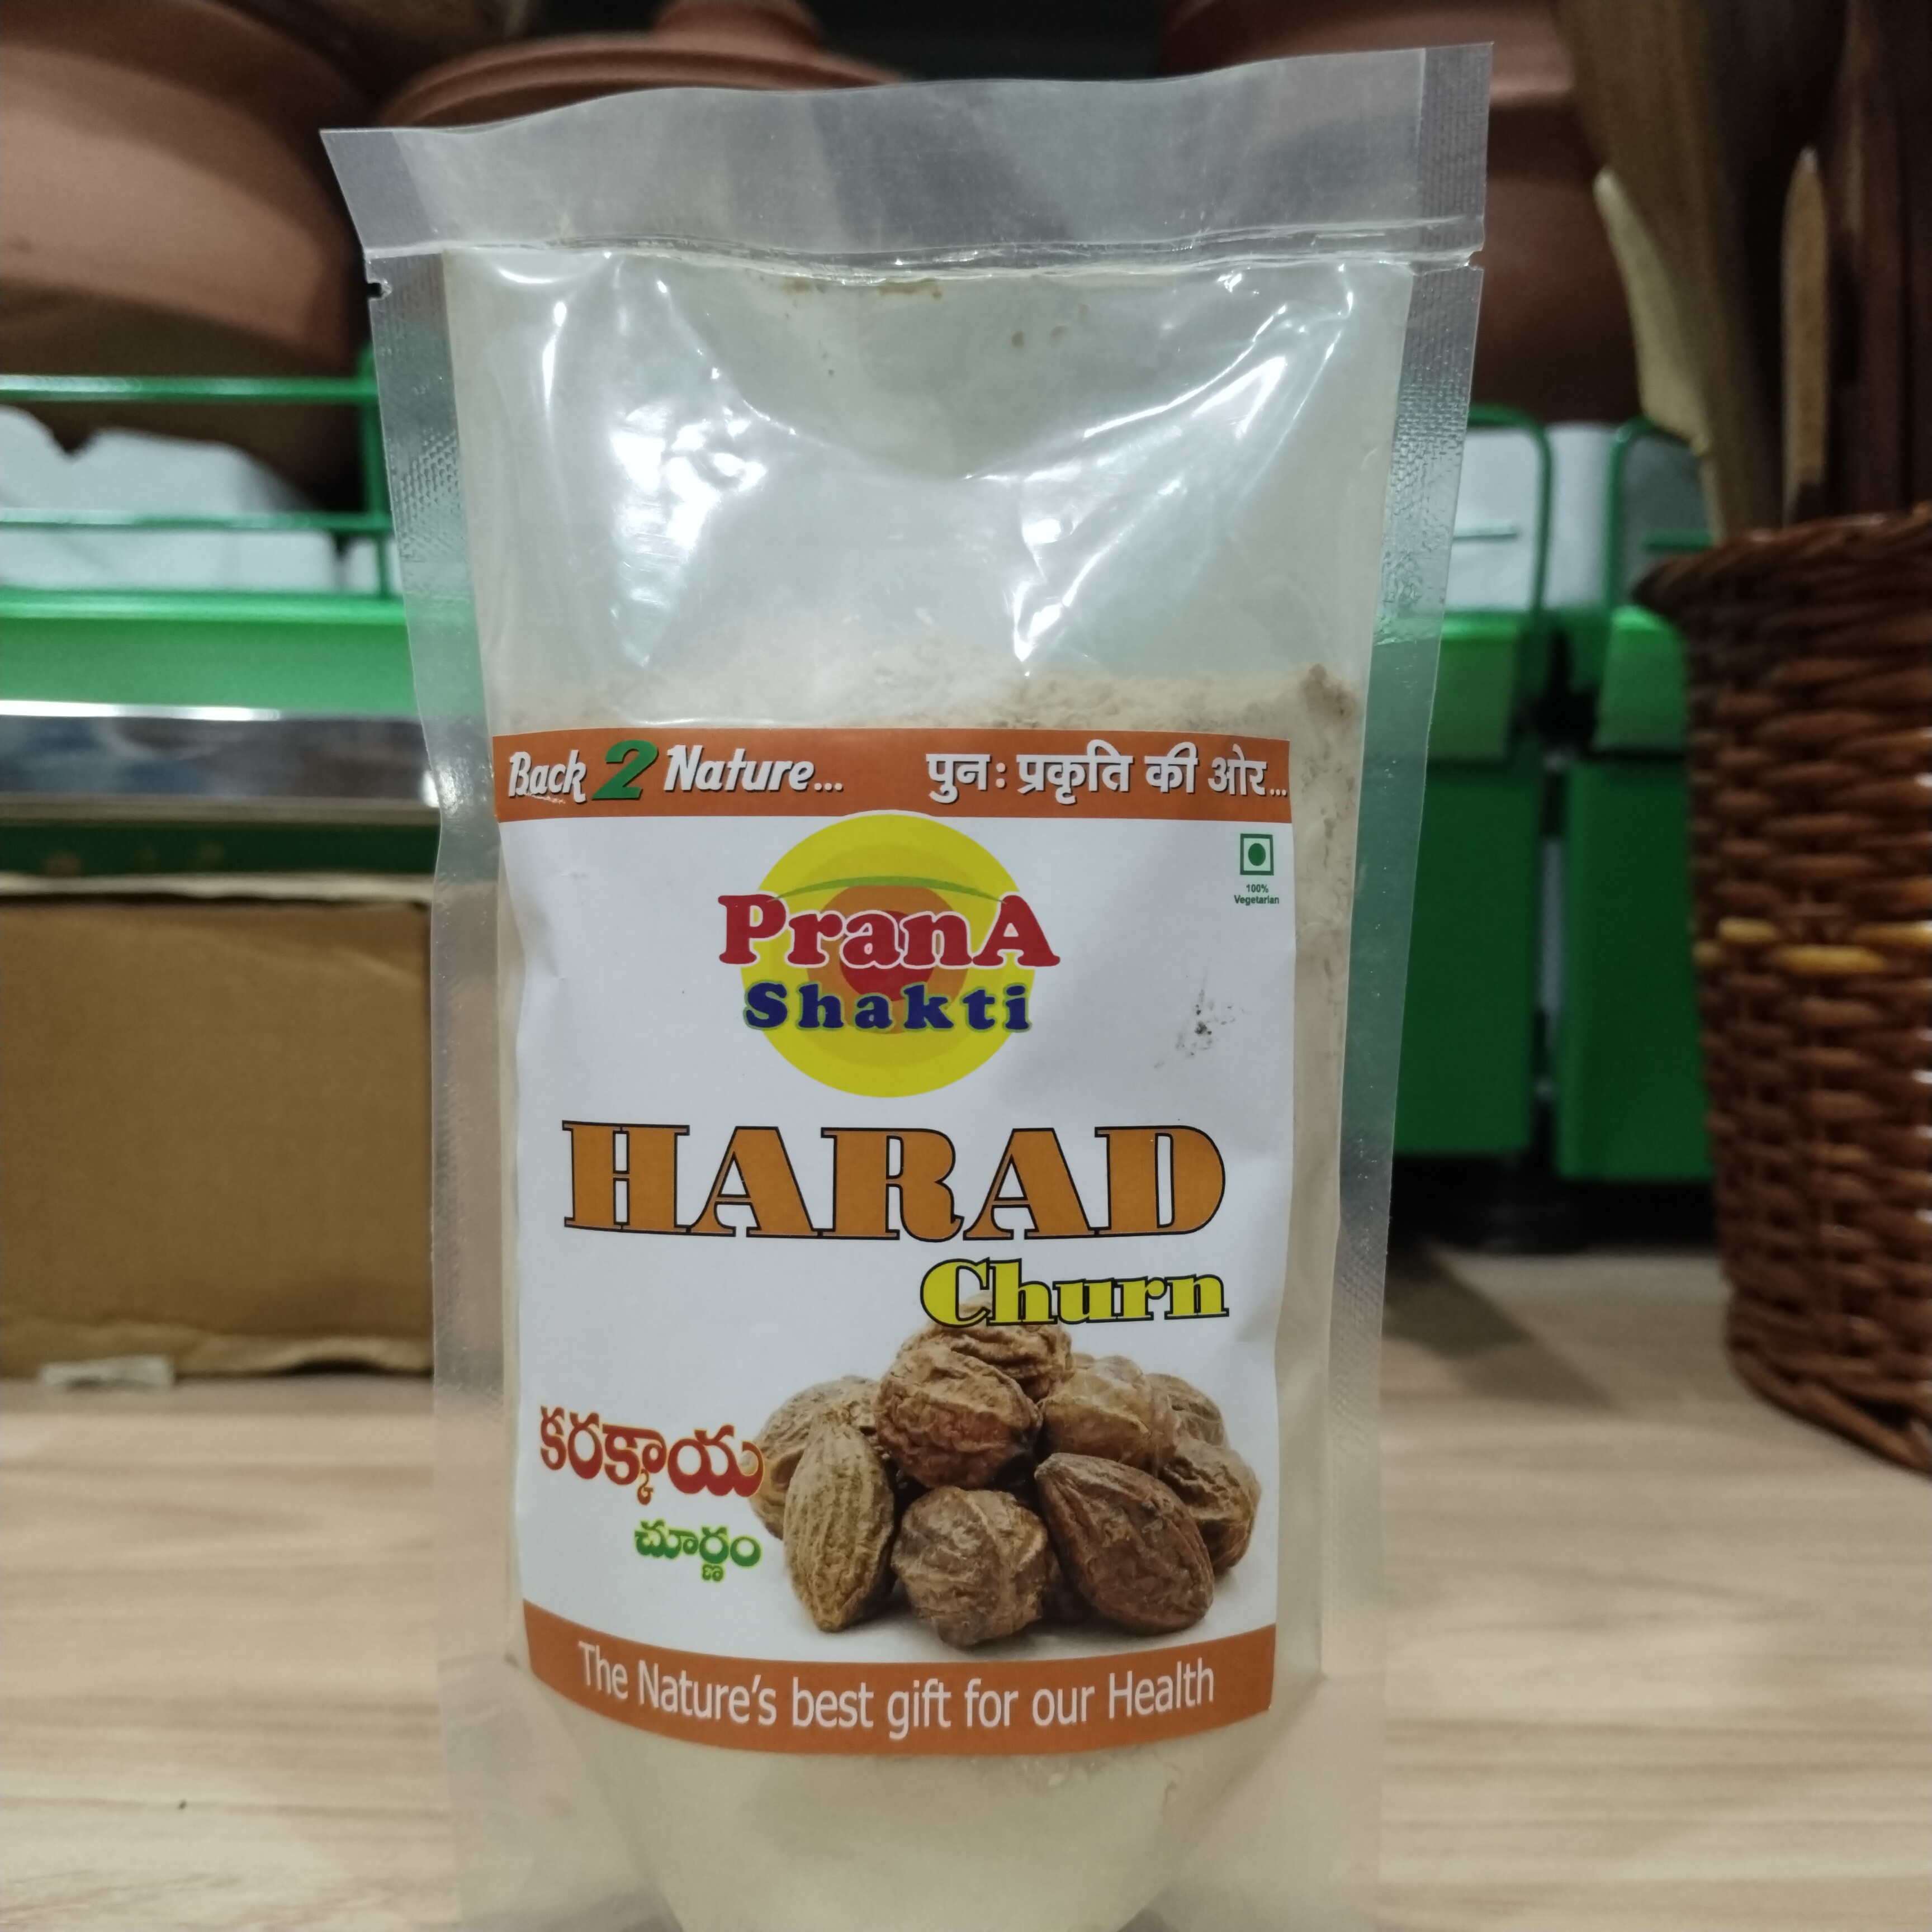 Back 2 Nature... पुनः प्रकृति की ओर...
100%
Vegetarian
PranA
Shakti
HARAD
Churn
కరక్కాయ
చూర్ణం
The Nature's best gift for our Health